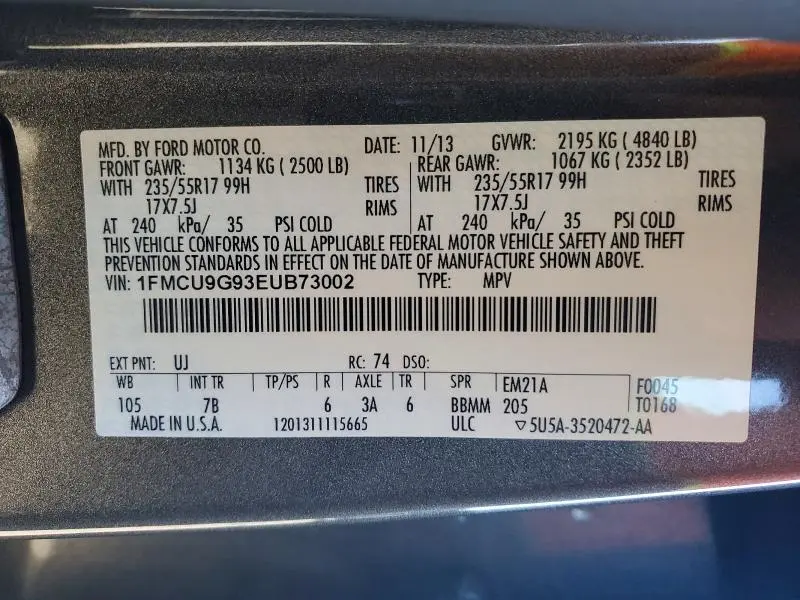 MFD. BY FORD MOTOR CO. DATE: 11/13 GVWR: 2195 KG ( 4840 LB)
FRONT GAWR: 1134 KG ( 2500 LB) REAR GAWR: 1067 KG ( 2352 LB)
WITH 235/55R17 99H TIRES WITH 235/55R17 99H TIRES
17X7.5J RIMS 17X7.5J RIMS
AT 240 kPa/ 35 PSI COLD AT 240 kPa/ 35 PSI COLD
THIS VEHICLE CONFORMS TO ALL APPLICABLE FEDERAL MOTOR VEHICLE SAFETY AND THEFT
PREVENTION STANDARDS IN EFFECT ON THE DATE OF MANUFACTURE SHOWN ABOVE.
VIN: 1FMCU9G93EUB73002 TYPE: MPV
EXT PNT: UJ RC: 74 DSO:
WB INT TR TP/PS R AXLE TR SPR EM21A F0045
105 7B 6 3A 6 BBMM 205 T0168
MADE IN U.S.A. 1201311115665 ULC ▽5U5A-3520472-AA